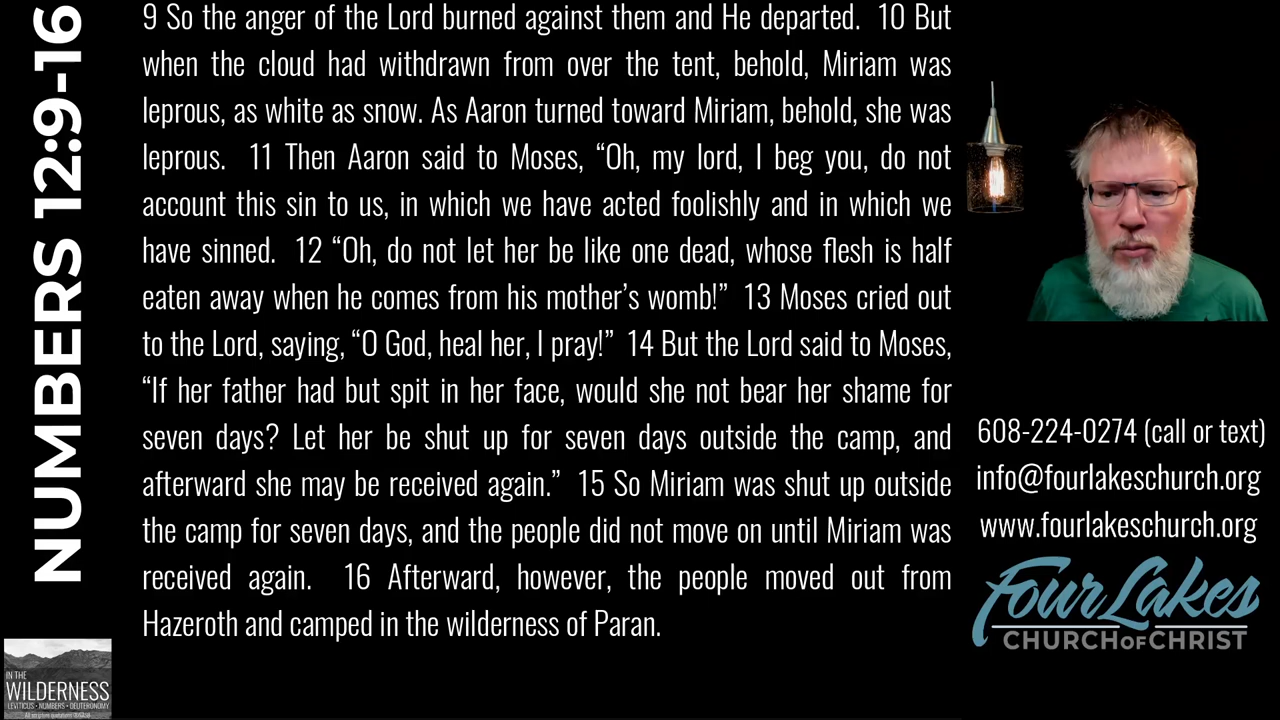 NUMBERS 12:9-16
9 So the anger of the Lord burned against them and He departed. 10 But
when the cloud had withdrawn from over the tent, behold, Miriam was
leprous, as white as snow. As Aaron turned toward Miriam, behold, she was
leprous. 11 Then Aaron said to Moses, “Oh, my lord, I beg you, do not
account this sin to us, in which we have acted foolishly and in which we
have sinned. 12 “Oh, do not let her be like one dead, whose flesh is half
eaten away when he comes from his mother’s womb!” 13 Moses cried out
to the Lord, saying, “O God, heal her, I pray!” 14 But the Lord said to Moses,
“If her father had but spit in her face, would she not bear her shame for
seven days? Let her be shut up for seven days outside the camp, and
afterward she may be received again.” 15 So Miriam was shut up outside
the camp for seven days, and the people did not move on until Miriam was
received again. 16 Afterward, however, the people moved out from
Hazeroth and camped in the wilderness of Paran.
608-224-0274 (call or text)
info@fourlakeschurch.org
www.fourlakeschurch.org
Four Lakes
CHURCH OF CHRIST
IN THE
WILDERNESS
LEVITICUS • NUMBERS • DEUTERONOMY